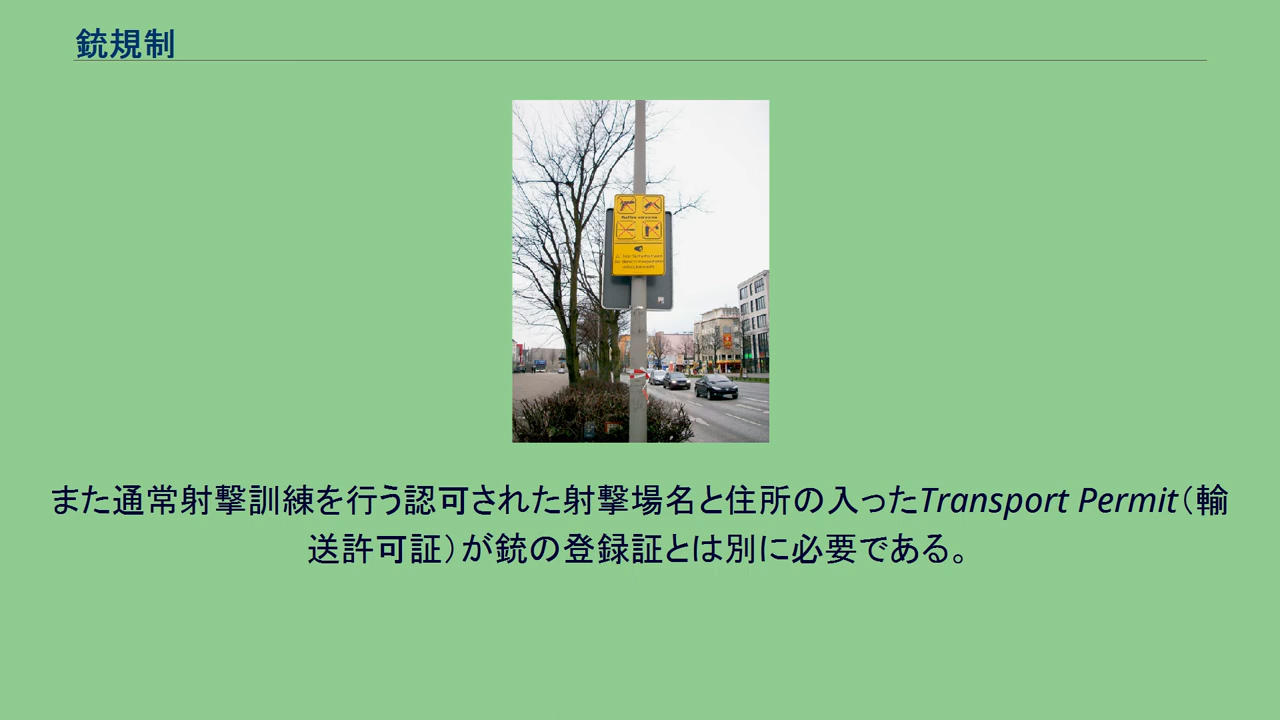 銃規制
また通常射撃訓練を行う認可された射撃場名と住所の入ったTransport Permit（輸
送許可証）が銃の登録証とは別に必要である。